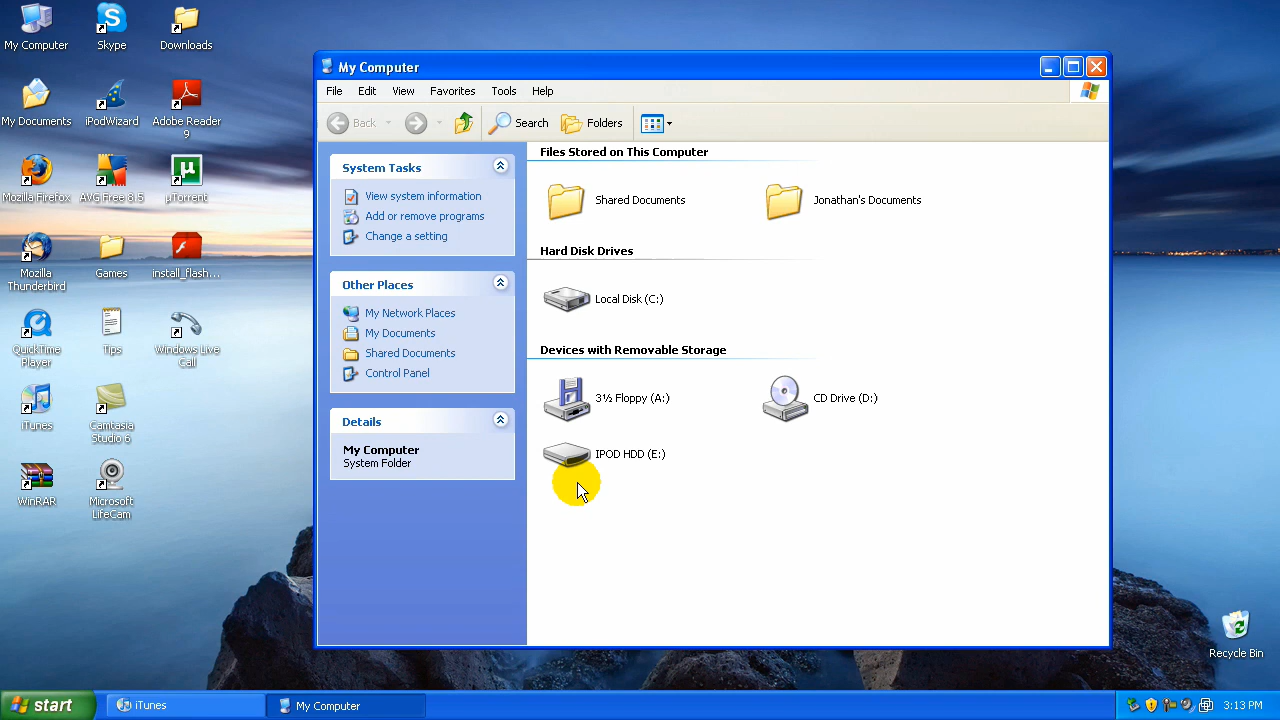 My Computer
Skype
Downloads
My Documents
iPodWizard
Adobe Reader
9
Mozilla Firefox
AVG Free 8.5
µTorrent
Mozilla
Thunderbird
Games
install_flash...
QuickTime
Player
Tips
Windows Live
Call
iTunes
Camtasia
Studio 6
WinRAR
Microsoft
LifeCam
My Computer
File Edit View Favorites Tools Help
Back Search Folders
System Tasks
View system information
Add or remove programs
Change a setting
Other Places
My Network Places
My Documents
Shared Documents
Control Panel
Details
My Computer
System Folder
Files Stored on This Computer
Shared Documents
Jonathan's Documents
Hard Disk Drives
Local Disk (C:)
Devices with Removable Storage
3½ Floppy (A:)
CD Drive (D:)
IPOD HDD (E:)
Recycle Bin
start
iTunes
My Computer
3:13 PM